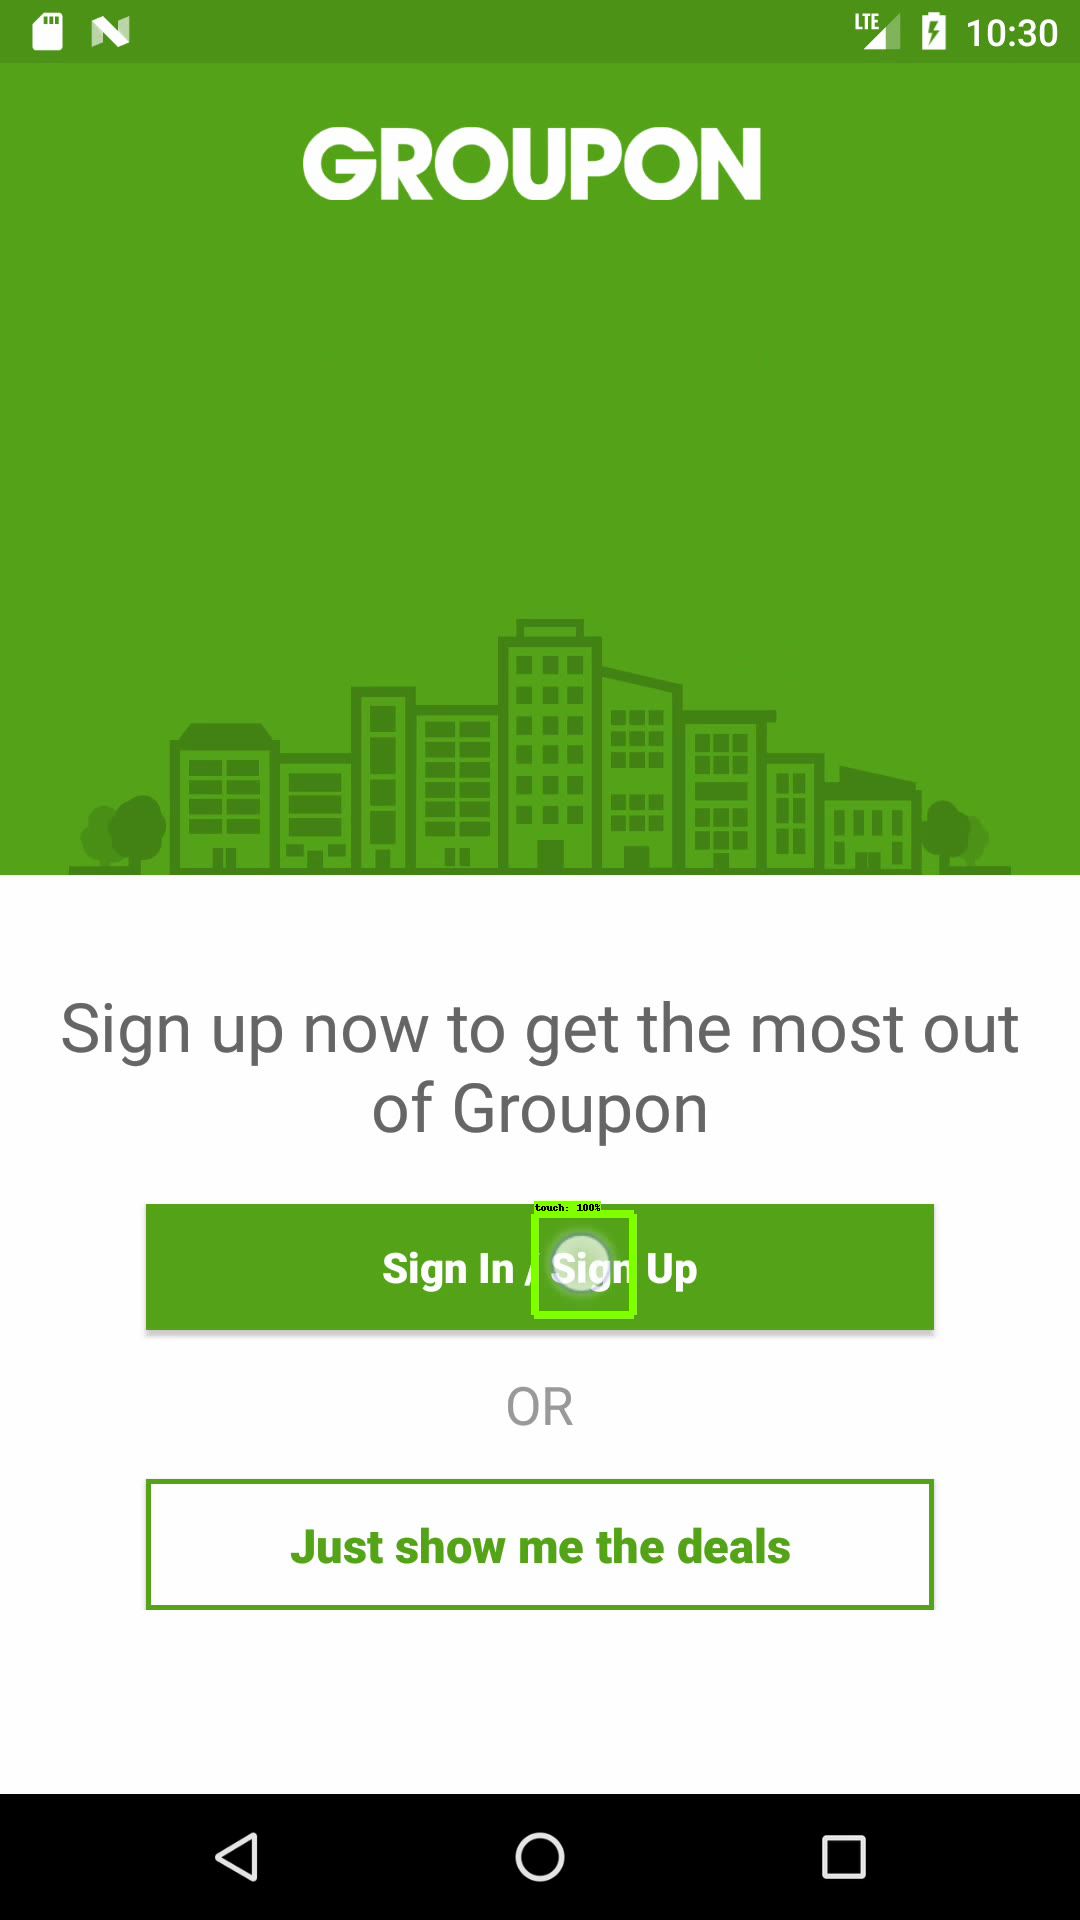 LTE 10:30
GROUPON
Sign up now to get the most out
of Groupon
touch: 100%
Sign In / Sign Up
OR
Just show me the deals